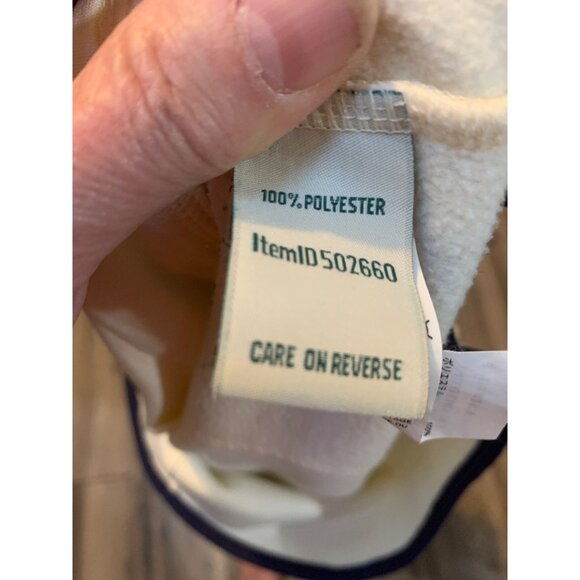 100% POLYESTER
ItemID502660
CARE ON REVERSE